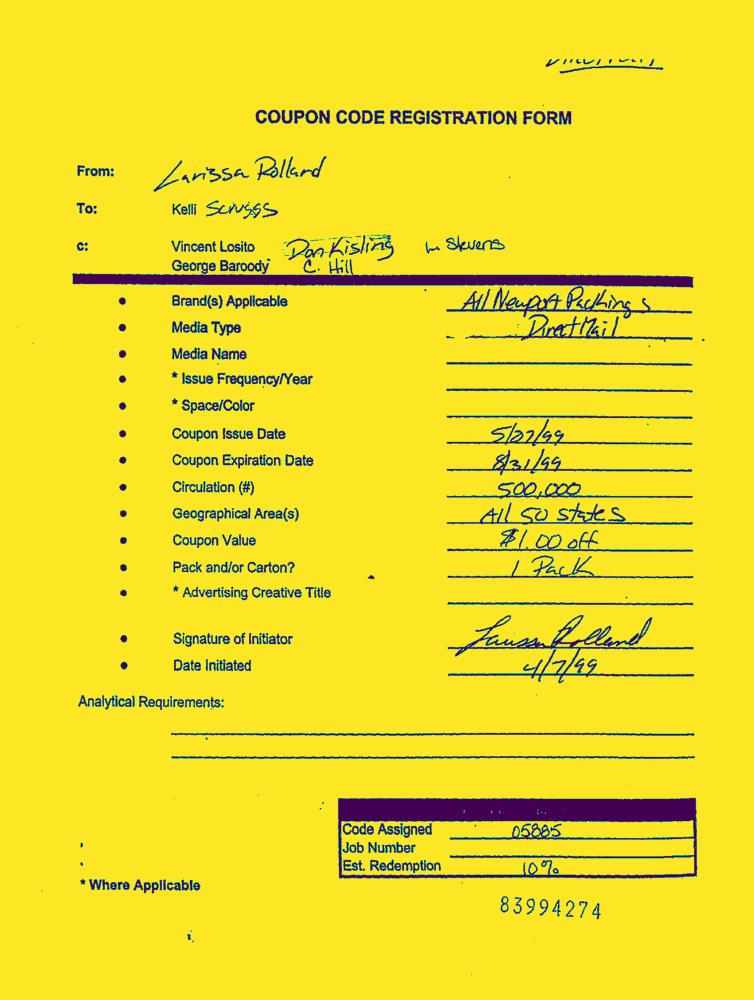 COUPON CODE REGISTRATION FORM
From: Larissa Rolland
To: Kelli Scruggs
c: Vincent Losito Don Kisling Stevens
George Baroody C. Hill
• Brand(s) Applicable All Newport Packings
• Media Type Direct Mail
• Media Name
• * Issue Frequency/Year
• * Space/Color
• Coupon Issue Date 5/27/99
• Coupon Expiration Date 8/31/99
• Circulation (#) 500,000
• Geographical Area(s) All 50 states
• Coupon Value $1.00 off
• Pack and/or Carton? 1 Pack
• * Advertising Creative Title
• Signature of Initiator Larissa Rolland
• Date Initiated 4/7/99
Analytical Requirements:
Code Assigned 05885
Job Number
Est. Redemption 10%
* Where Applicable
83994274